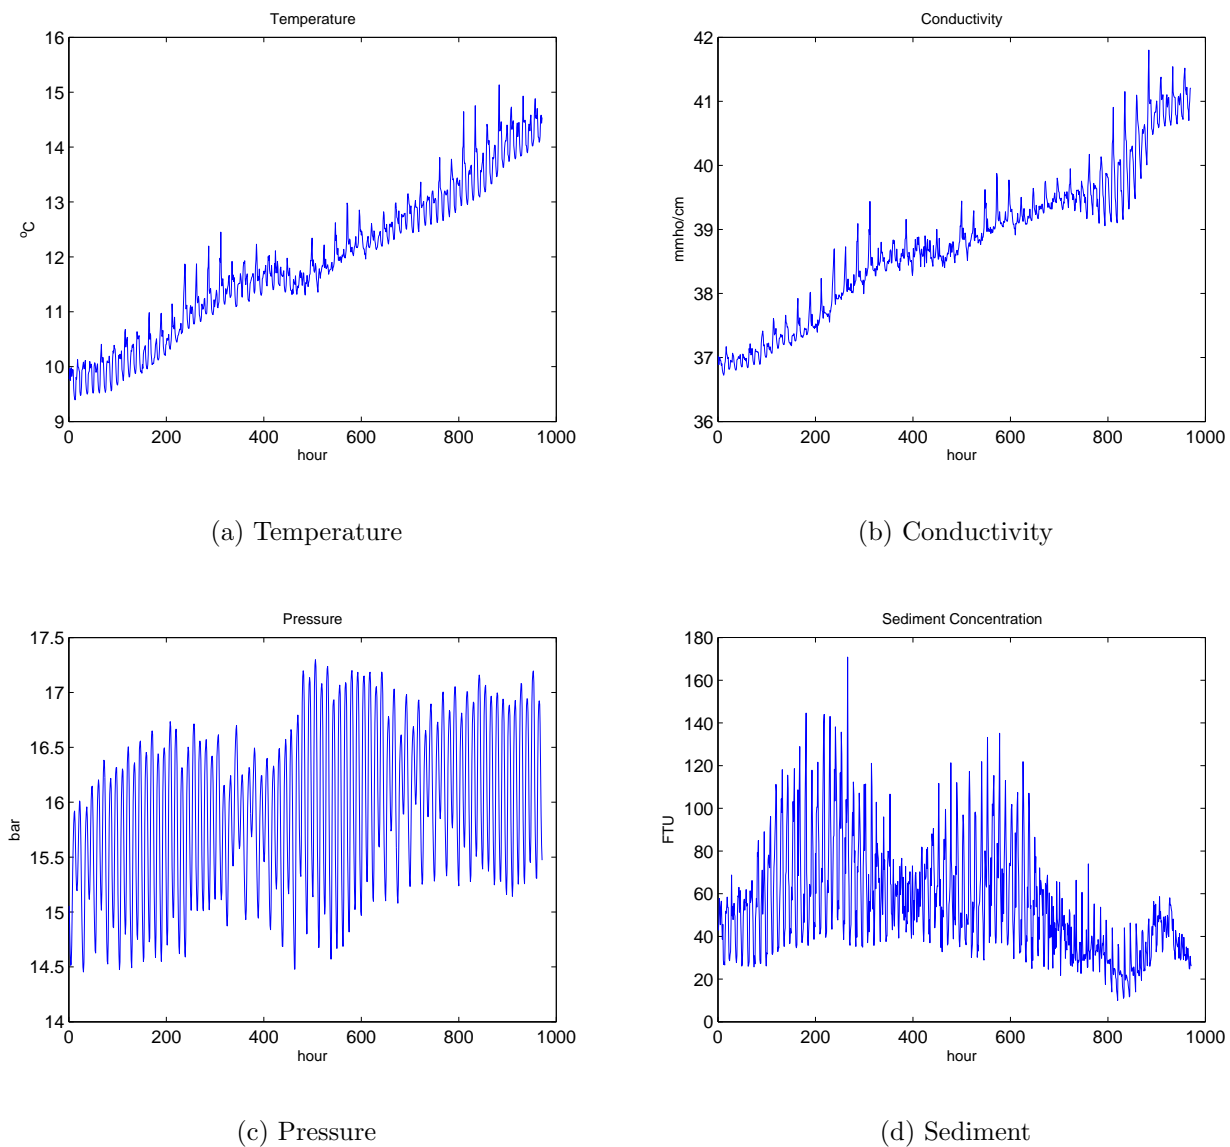 Temperature
16
15
14
13
12
11
10
9
°C
0 200 400 600 800 1000
hour
(a) Temperature
Conductivity
42
41
40
39
38
37
36
mmho/cm
0 200 400 600 800 1000
hour
(b) Conductivity
Pressure
17.5
17
16.5
16
15.5
15
14.5
14
bar
0 200 400 600 800 1000
hour
(c) Pressure
Sediment Concentration
180
160
140
120
100
80
60
40
20
0
FTU
0 200 400 600 800 1000
hour
(d) Sediment